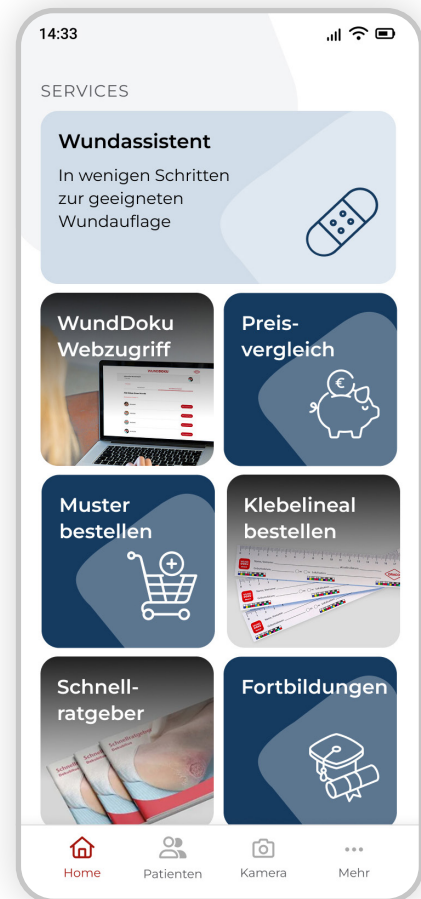 14:33
SERVICES
Wundassistent
In wenigen Schritten
zur geeigneten
Wundauflage
WundDoku
Webzugriff
Preis-
vergleich
€
Muster
bestellen
Klebelineal
bestellen
Schnell-
ratgeber
Fortbildungen
Home
Patienten
Kamera
Mehr